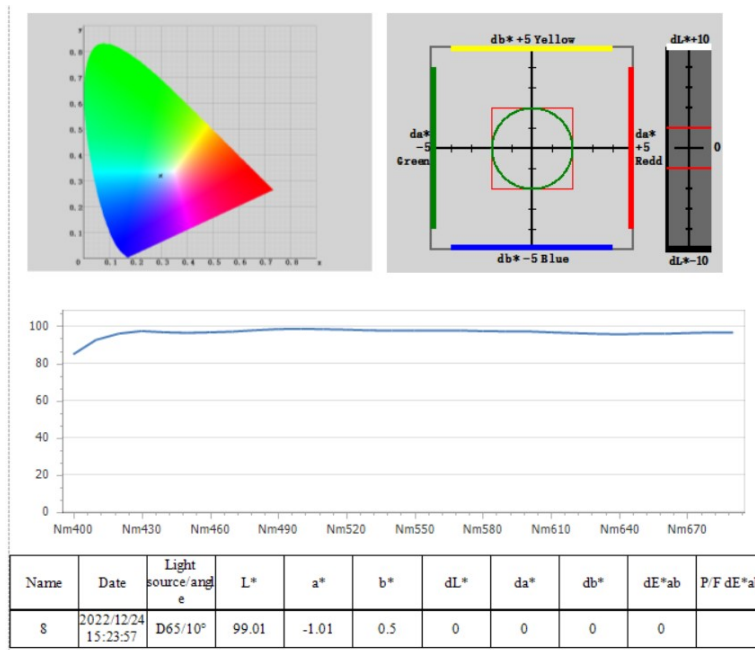 y
0.8
0.7
0.6
0.5
0.4
0.3
0.2
0.1
0.1 0.2 0.3 0.4 0.5 0.6 0.7 0.8 x
db* +5 Yellow
da*
-5
Green
da*
+5
Redd
db* -5 Blue
dL*+10
0
dL*-10
100
80
60
40
20
0
Nm400 Nm430 Nm460 Nm490 Nm520 Nm550 Nm580 Nm610 Nm640 Nm670
Name Date Light source/angl e L* a* b* dL* da* db* dE*ab P/F dE*a
8 2022/12/24 15:23:57 D65/10° 99.01 -1.01 0.5 0 0 0 0